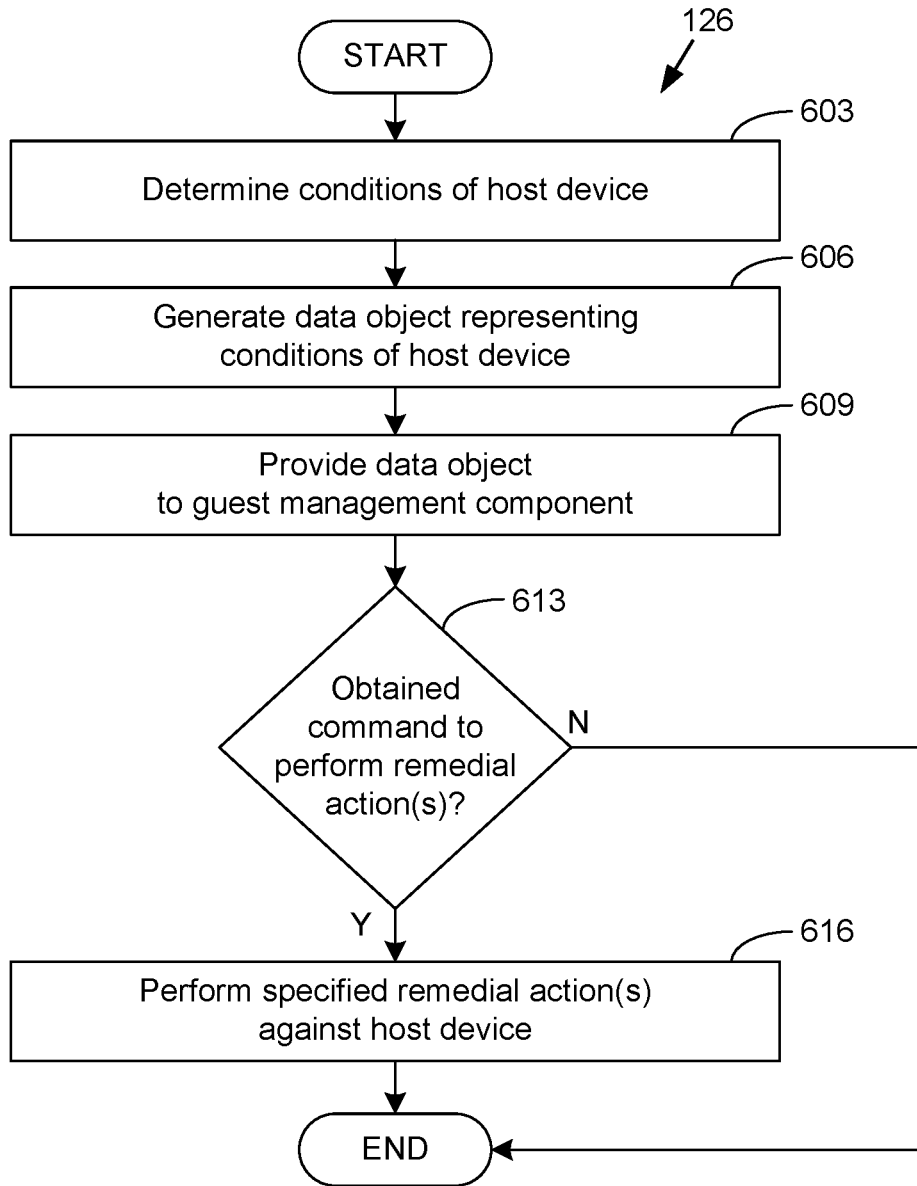 126
START
603
Determine conditions of host device
606
Generate data object representing
conditions of host device
609
Provide data object
to guest management component
613
Obtained
command to
perform remedial
action(s)?
N
Y
616
Perform specified remedial action(s)
against host device
END